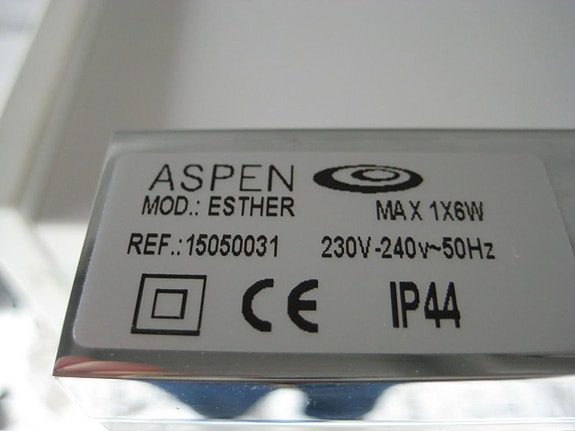 ASPEN
MOD.: ESTHER MAX 1X6W
REF.:15050031 230V-240v~50Hz
CE IP44